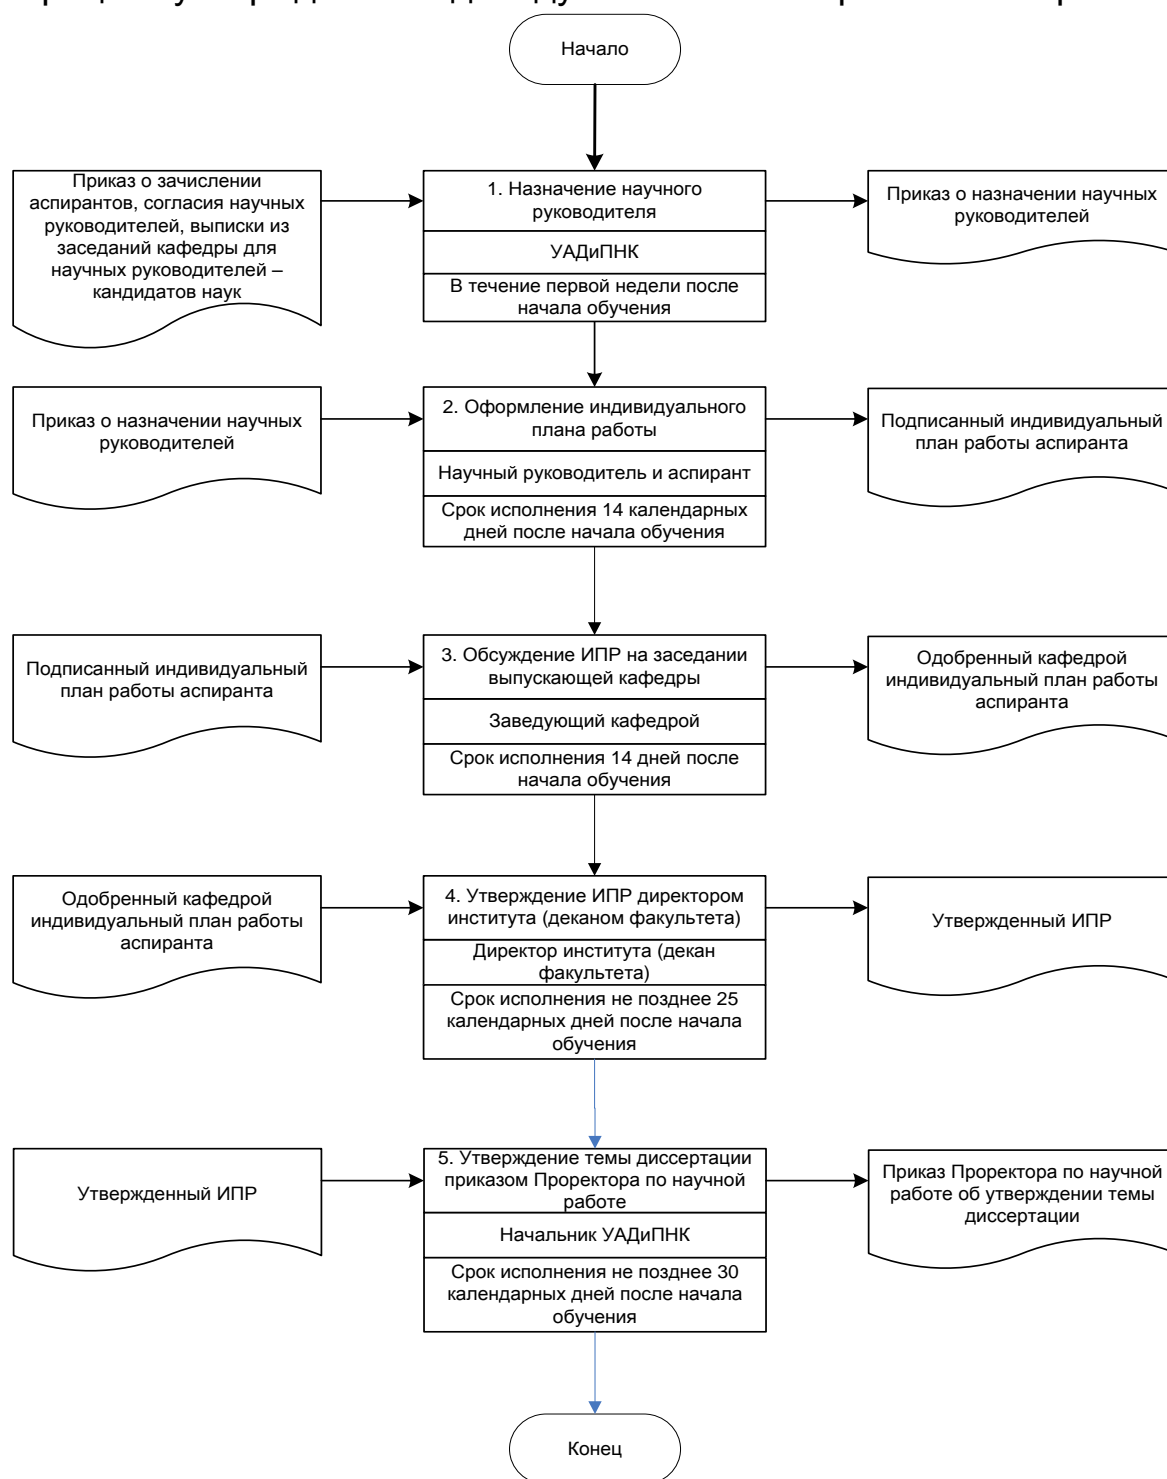 Начало
Приказ о зачислении
аспирантов, согласия научных
руководителей, выписки из
заседаний кафедры для
научных руководителей –
кандидатов наук
1. Назначение научного
руководителя
УАДиПНК
В течение первой недели после
начала обучения
Приказ о назначении научных
руководителей
Приказ о назначении научных
руководителей
2. Оформление индивидуального
плана работы
Научный руководитель и аспирант
Срок исполнения 14 календарных
дней после начала обучения
Подписанный индивидуальный
план работы аспиранта
Подписанный индивидуальный
план работы аспиранта
3. Обсуждение ИПР на заседании
выпускающей кафедры
Заведующий кафедрой
Срок исполнения 14 дней после
начала обучения
Одобренный кафедрой
индивидуальный план работы
аспиранта
Одобренный кафедрой
индивидуальный план работы
аспиранта
4. Утверждение ИПР директором
института (деканом факультета)
Директор института (декан
факультета)
Срок исполнения не позднее 25
календарных дней после начала
обучения
Утвержденный ИПР
Утвержденный ИПР
5. Утверждение темы диссертации
приказом Проректора по научной
работе
Начальник УАДиПНК
Срок исполнения не позднее 30
календарных дней после начала
обучения
Приказ Проректора по научной
работе об утверждении темы
диссертации
Конец